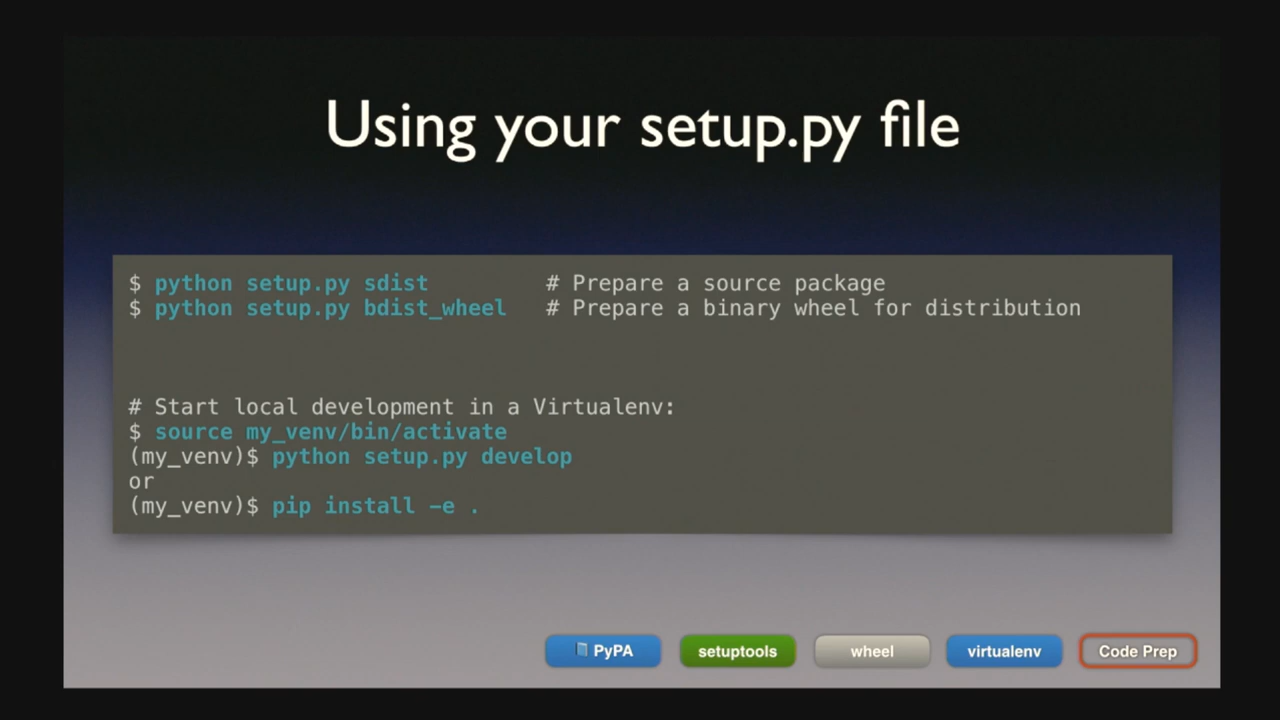 Using your setup.py file
$ python setup.py sdist # Prepare a source package
$ python setup.py bdist_wheel # Prepare a binary wheel for distribution
# Start local development in a Virtualenv:
$ source my_venv/bin/activate
(my_venv)$ python setup.py develop
or
(my_venv)$ pip install -e .
PyPA setuptools wheel virtualenv Code Prep